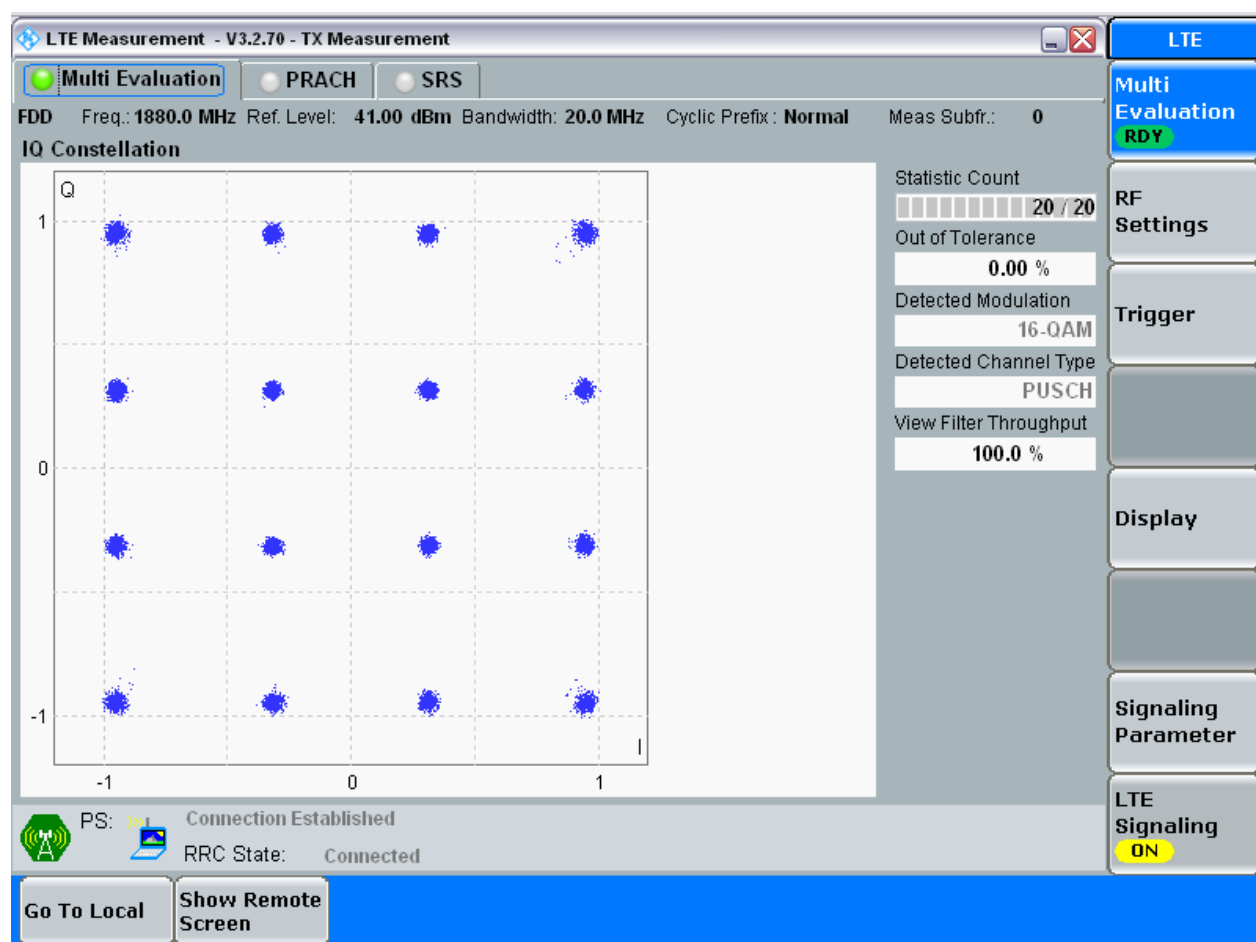 LTE Measurement - V3.2.70 - TX Measurement
LTE
Multi Evaluation PRACH SRS
Multi
Evaluation
RDY
FDD Freq.: 1880.0 MHz Ref. Level: 41.00 dBm Bandwidth: 20.0 MHz Cyclic Prefix : Normal Meas Subfr.: 0
IQ Constellation
Q
1
0
-1
-1 0 1
I
Statistic Count
20 / 20
Out of Tolerance
0.00 %
Detected Modulation
16-QAM
Detected Channel Type
PUSCH
View Filter Throughput
100.0 %
RF
Settings
Trigger
Display
Signaling
Parameter
LTE
Signaling
ON
PS: Connection Established
RRC State: Connected
Go To Local
Show Remote
Screen